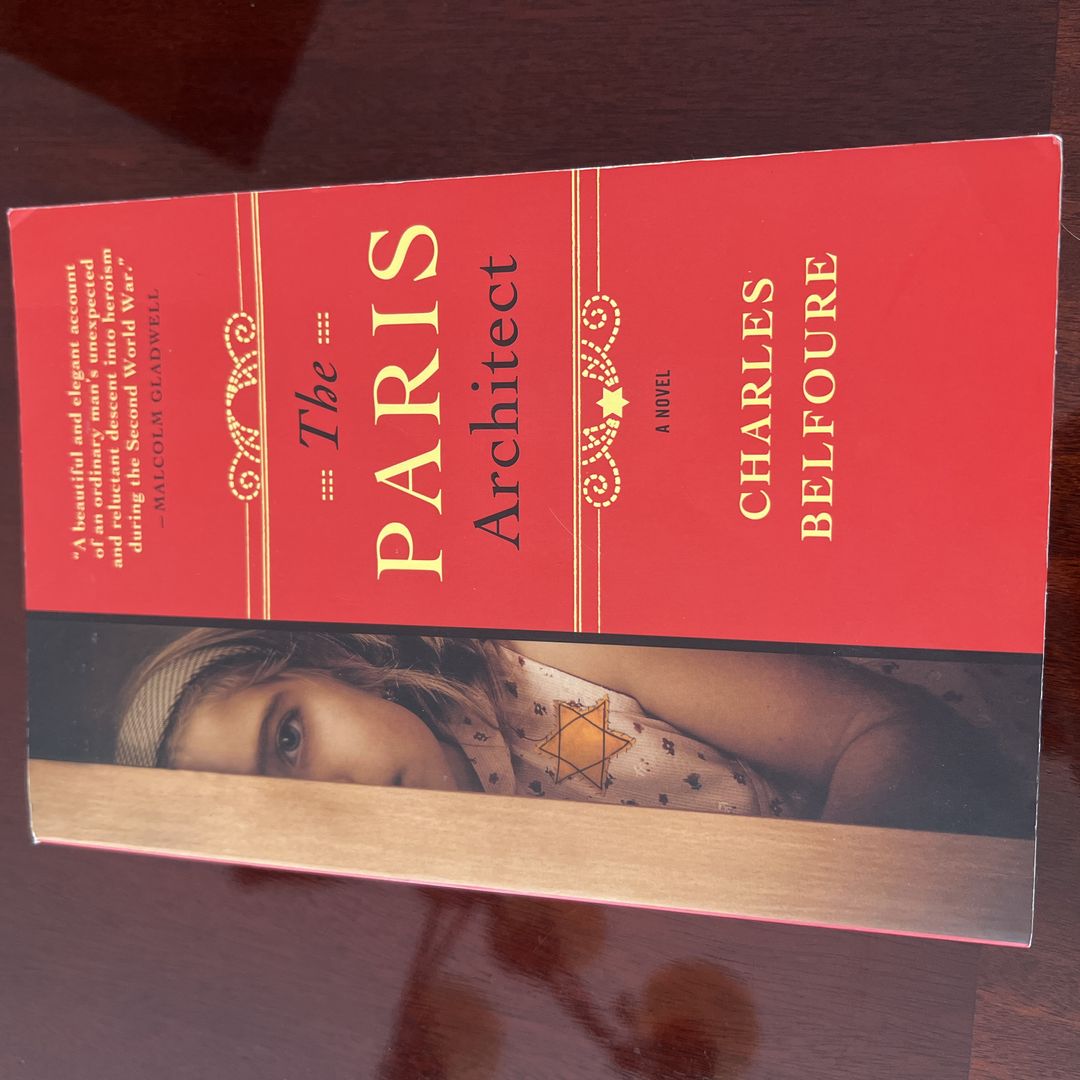 "A beautiful and elegant account
of an ordinary man's unexpected
and reluctant descent into heroism
during the Second World War."
—MALCOLM GLADWELL
The
PARIS
Architect
A NOVEL
CHARLES
BELFOURE